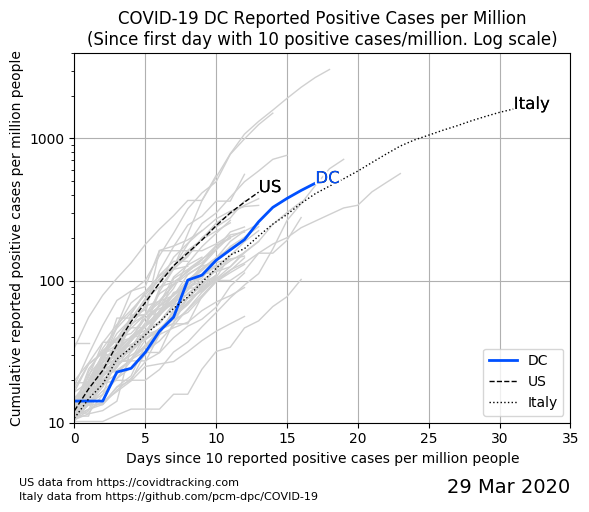 COVID-19 DC Reported Positive Cases per Million
(Since first day with 10 positive cases/million. Log scale)
Cumulative reported positive cases per million people
1000
100
10
Italy
US
DC
DC
US
Italy
0 5 10 15 20 25 30 35
Days since 10 reported positive cases per million people
US data from https://covidtracking.com
Italy data from https://github.com/pcm-dpc/COVID-19
29 Mar 2020